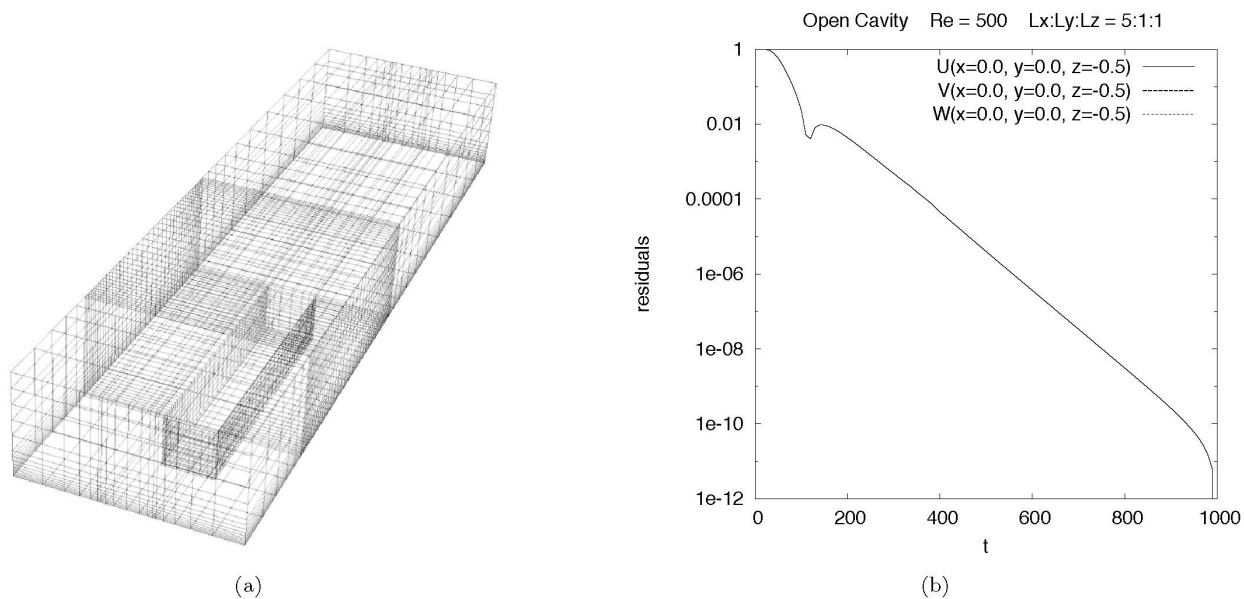 Open Cavity Re = 500 Lx:Ly:Lz = 5:1:1
U(x=0.0, y=0.0, z=-0.5)
V(x=0.0, y=0.0, z=-0.5)
W(x=0.0, y=0.0, z=-0.5)
1
0.01
0.0001
1e-06
1e-08
1e-10
1e-12
residuals
0 200 400 600 800 1000
t
(a) (b)